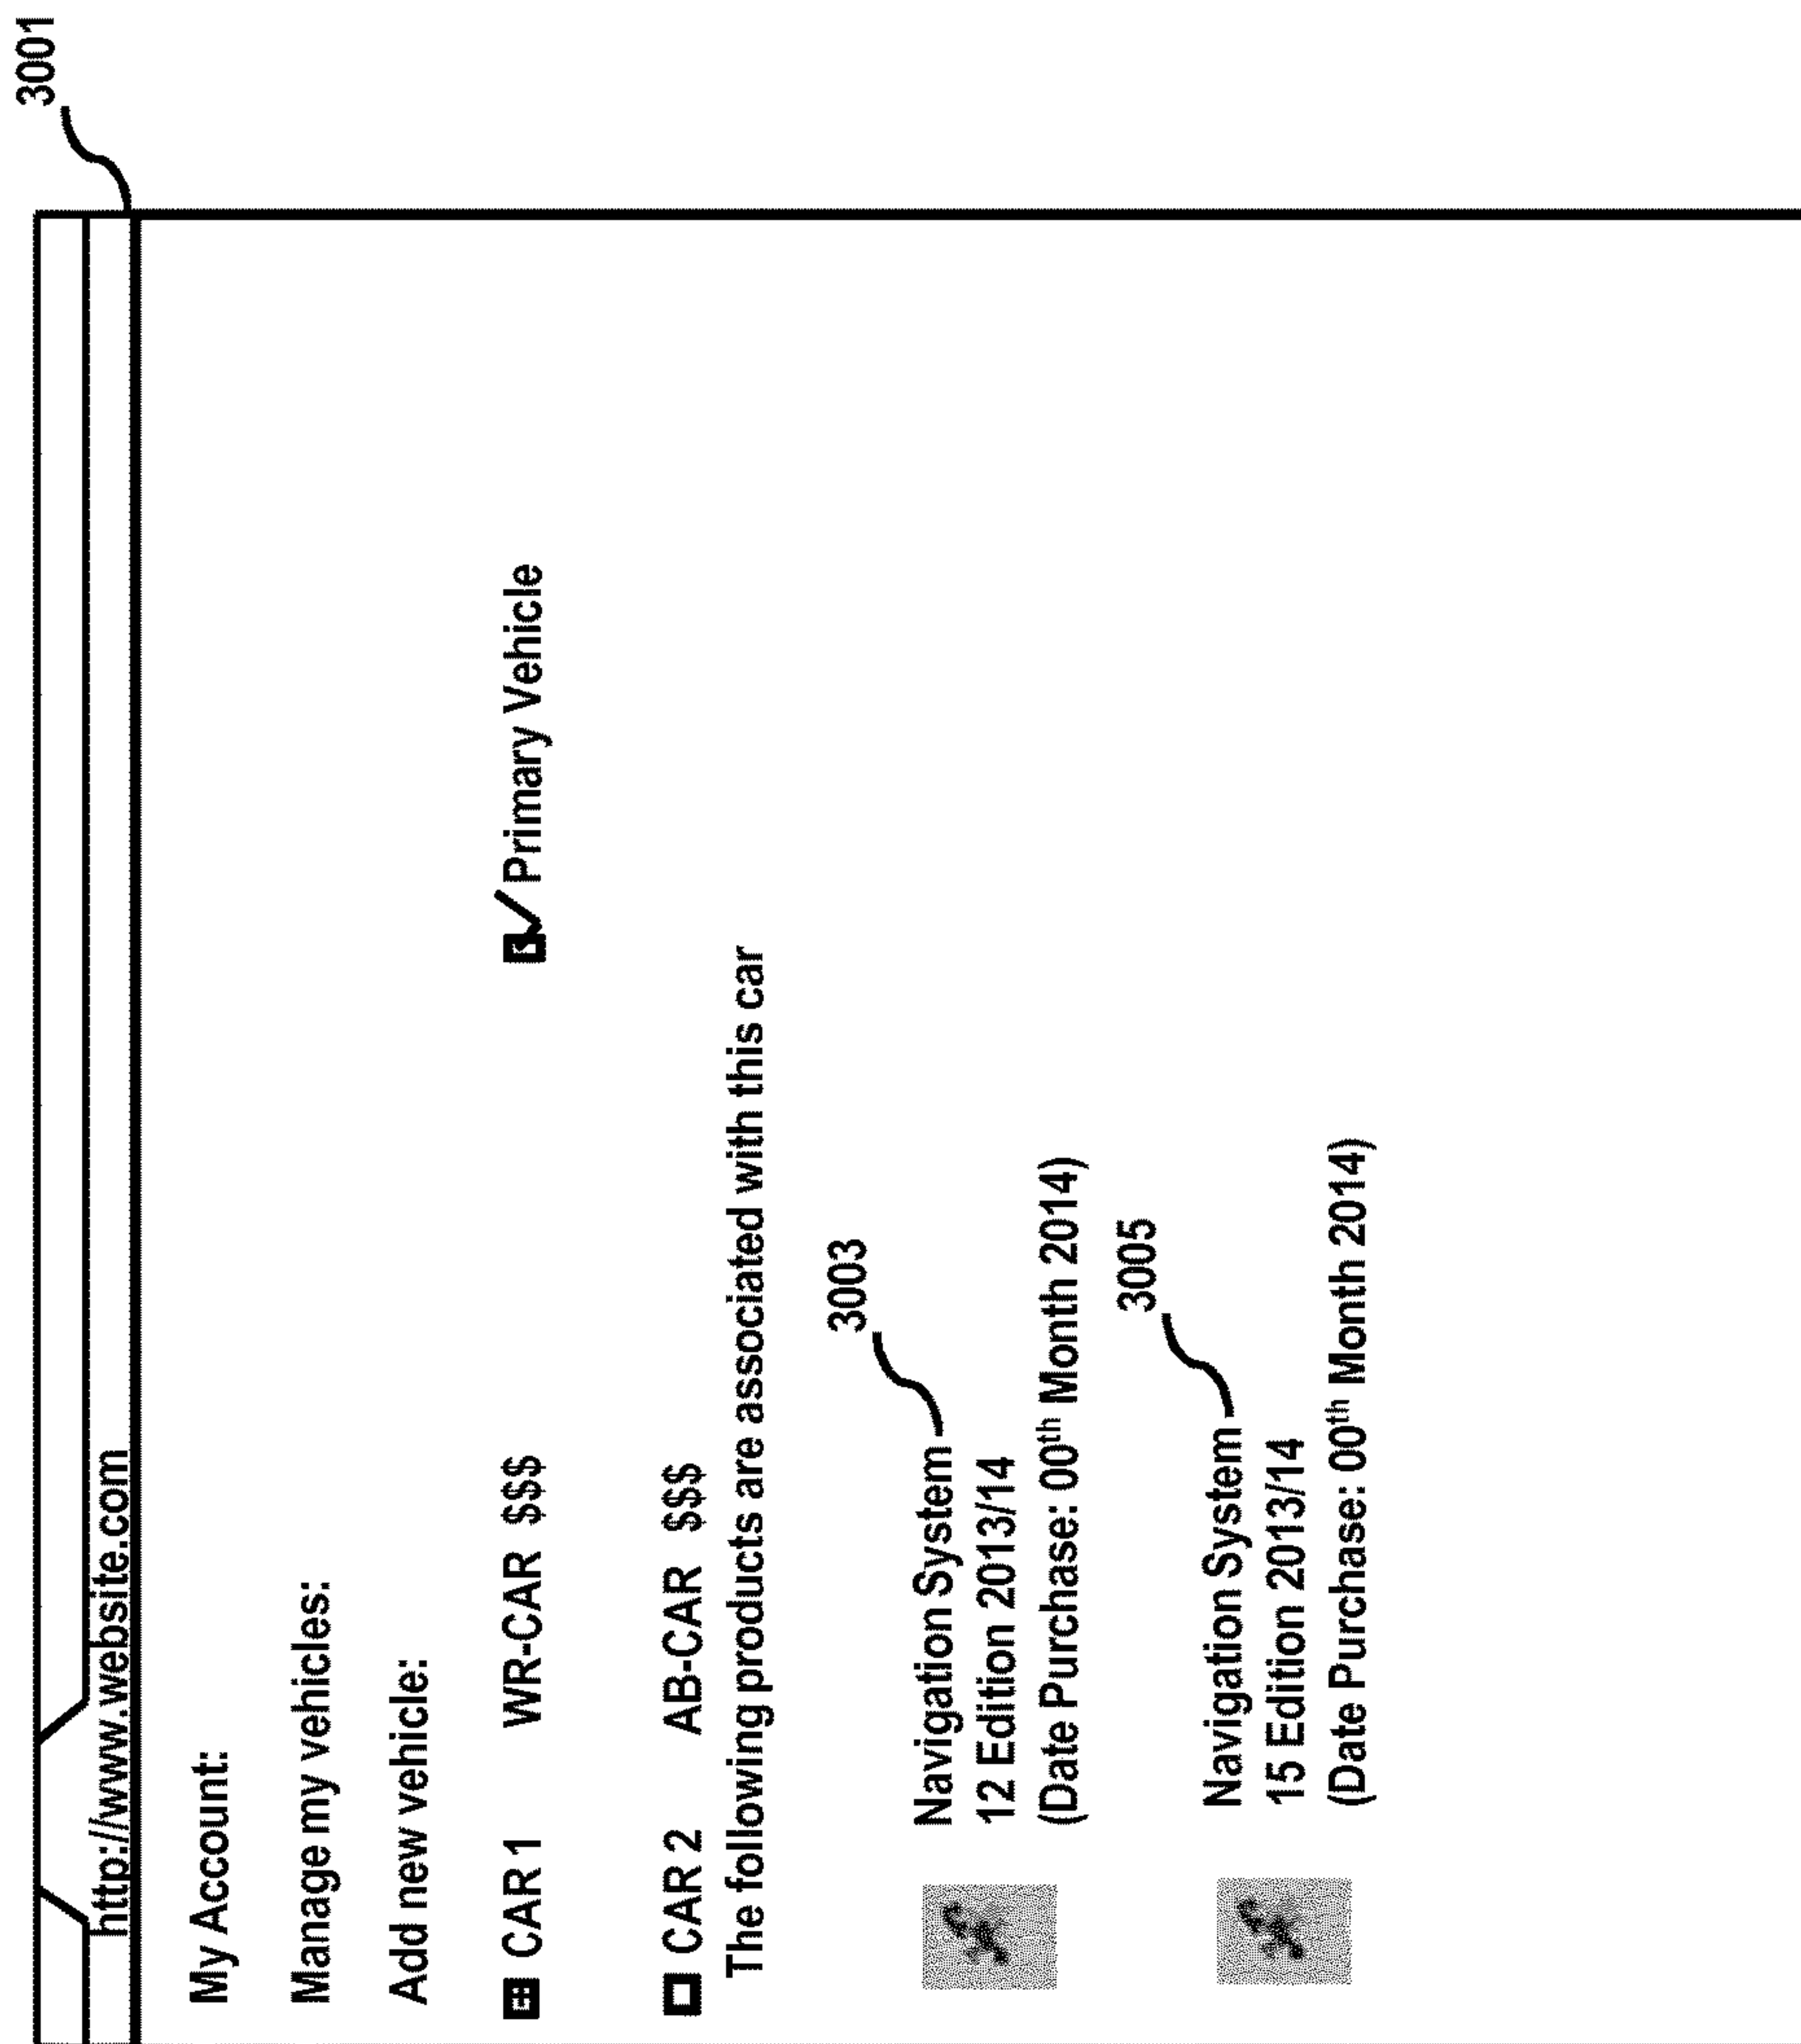 3001
http://www.website.com
My Account:
Manage my vehicles:
Add new vehicle:
CAR 1 WR-CAR $$$ Primary Vehicle
CAR 2 AB-CAR $$$
The following products are associated with this car
3003
Navigation System
12 Edition 2013/14
(Date Purchase: 00th Month 2014)
3005
Navigation System
15 Edition 2013/14
(Date Purchase: 00th Month 2014)